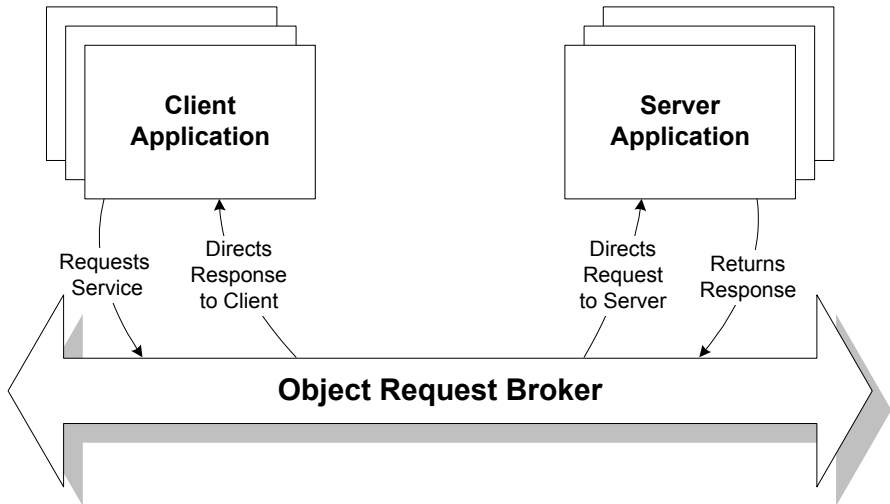 Client
Application
Server
Application
Requests
Service
Directs
Response
to Client
Directs
Request
to Server
Returns
Response
Object Request Broker